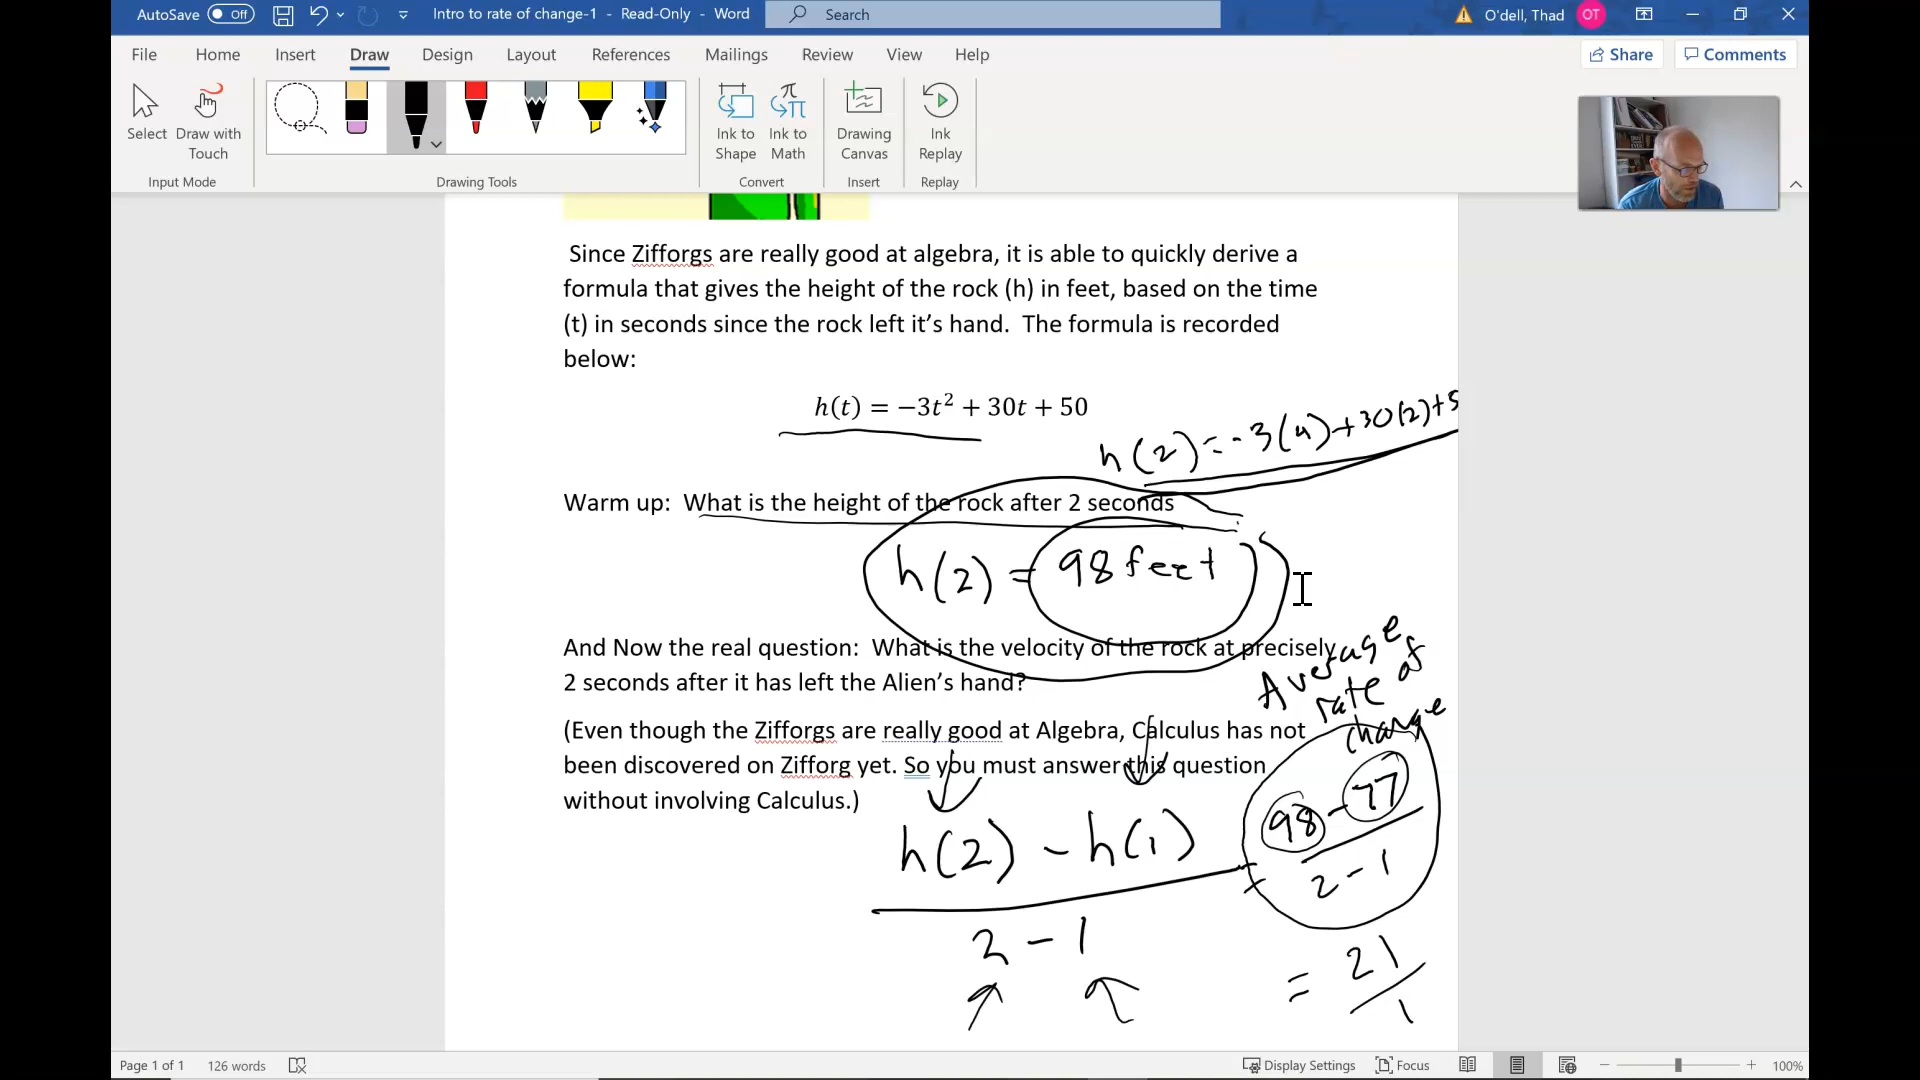 AutoSave Off Intro to rate of change-1 - Read-Only - Word Search O'dell, Thad OT
File Home Insert Draw Design Layout References Mailings Review View Help Share Comments
Select Draw with Touch Ink to Shape Ink to Math Drawing Canvas Ink Replay
Input Mode Drawing Tools Convert Insert Replay
Since Zifforgs are really good at algebra, it is able to quickly derive a
formula that gives the height of the rock (h) in feet, based on the time
(t) in seconds since the rock left it’s hand. The formula is recorded
below:
h(t) = −3t² + 30t + 50
h(2) = -3(4)+30(2)+5
Warm up: What is the height of the rock after 2 seconds
h(2) = 98 feet
And Now the real question: What is the velocity of the rock at precisely
2 seconds after it has left the Alien’s hand?
Average
rate of
change
(Even though the Zifforgs are really good at Algebra, Calculus has not
been discovered on Zifforg yet. So you must answer this question
without involving Calculus.)
h(2) - h(1) = 98 - 77
2 - 1 2 - 1
= 21
1
Page 1 of 1 126 words Display Settings Focus 100%